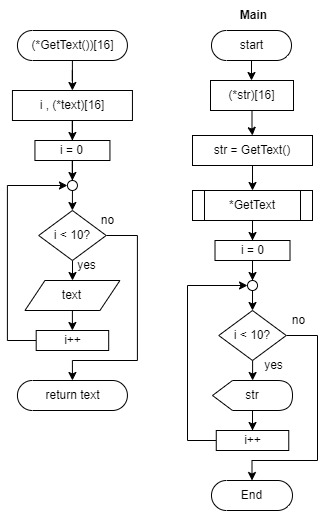 (*GetText())[16]
i , (*text)[16]
i = 0
i < 10?
no
yes
text
i++
return text
Main
start
(*str)[16]
str = GetText()
*GetText
i = 0
i < 10?
no
yes
str
i++
End